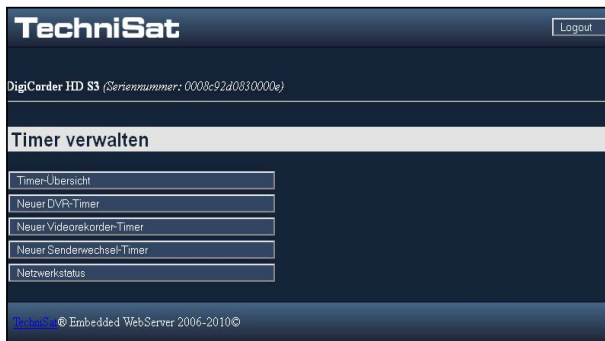 TechniSat
Logout
DigiCorder HD S3 (Seriennummer: 0008c92d0830000e)
Timer verwalten
Timer-Übersicht
Neuer DVR-Timer
Neuer Videorekorder-Timer
Neuer Senderwechsel-Timer
Netzwerkstatus
TechniSat® Embedded WebServer 2006-2010©